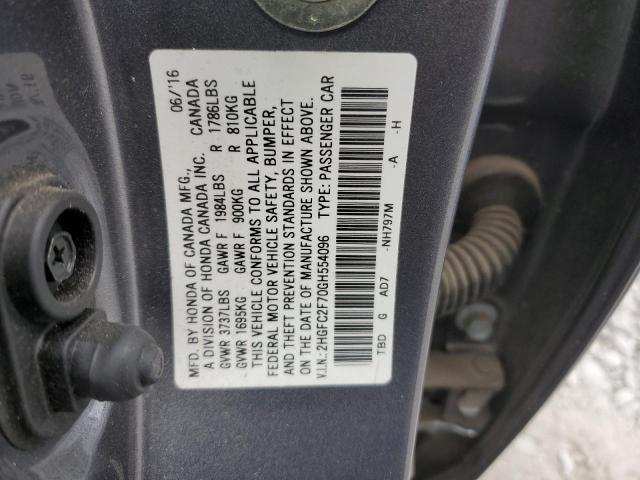 MFD. BY HONDA OF CANADA MFG., 06/'16
A DIVISION OF HONDA CANADA INC. CANADA
GVWR 3737LBS GAWR F 1984LBS R 1786LBS
GVWR 1695KG GAWR F 900KG R 810KG
THIS VEHICLE CONFORMS TO ALL APPLICABLE
FEDERAL MOTOR VEHICLE SAFETY, BUMPER,
AND THEFT PREVENTION STANDARDS IN EFFECT
ON THE DATE OF MANUFACTURE SHOWN ABOVE.
V.I.N.:2HGFC2F70GH554096 TYPE: PASSENGER CAR
TBD G AD7 -NH797M -A -H